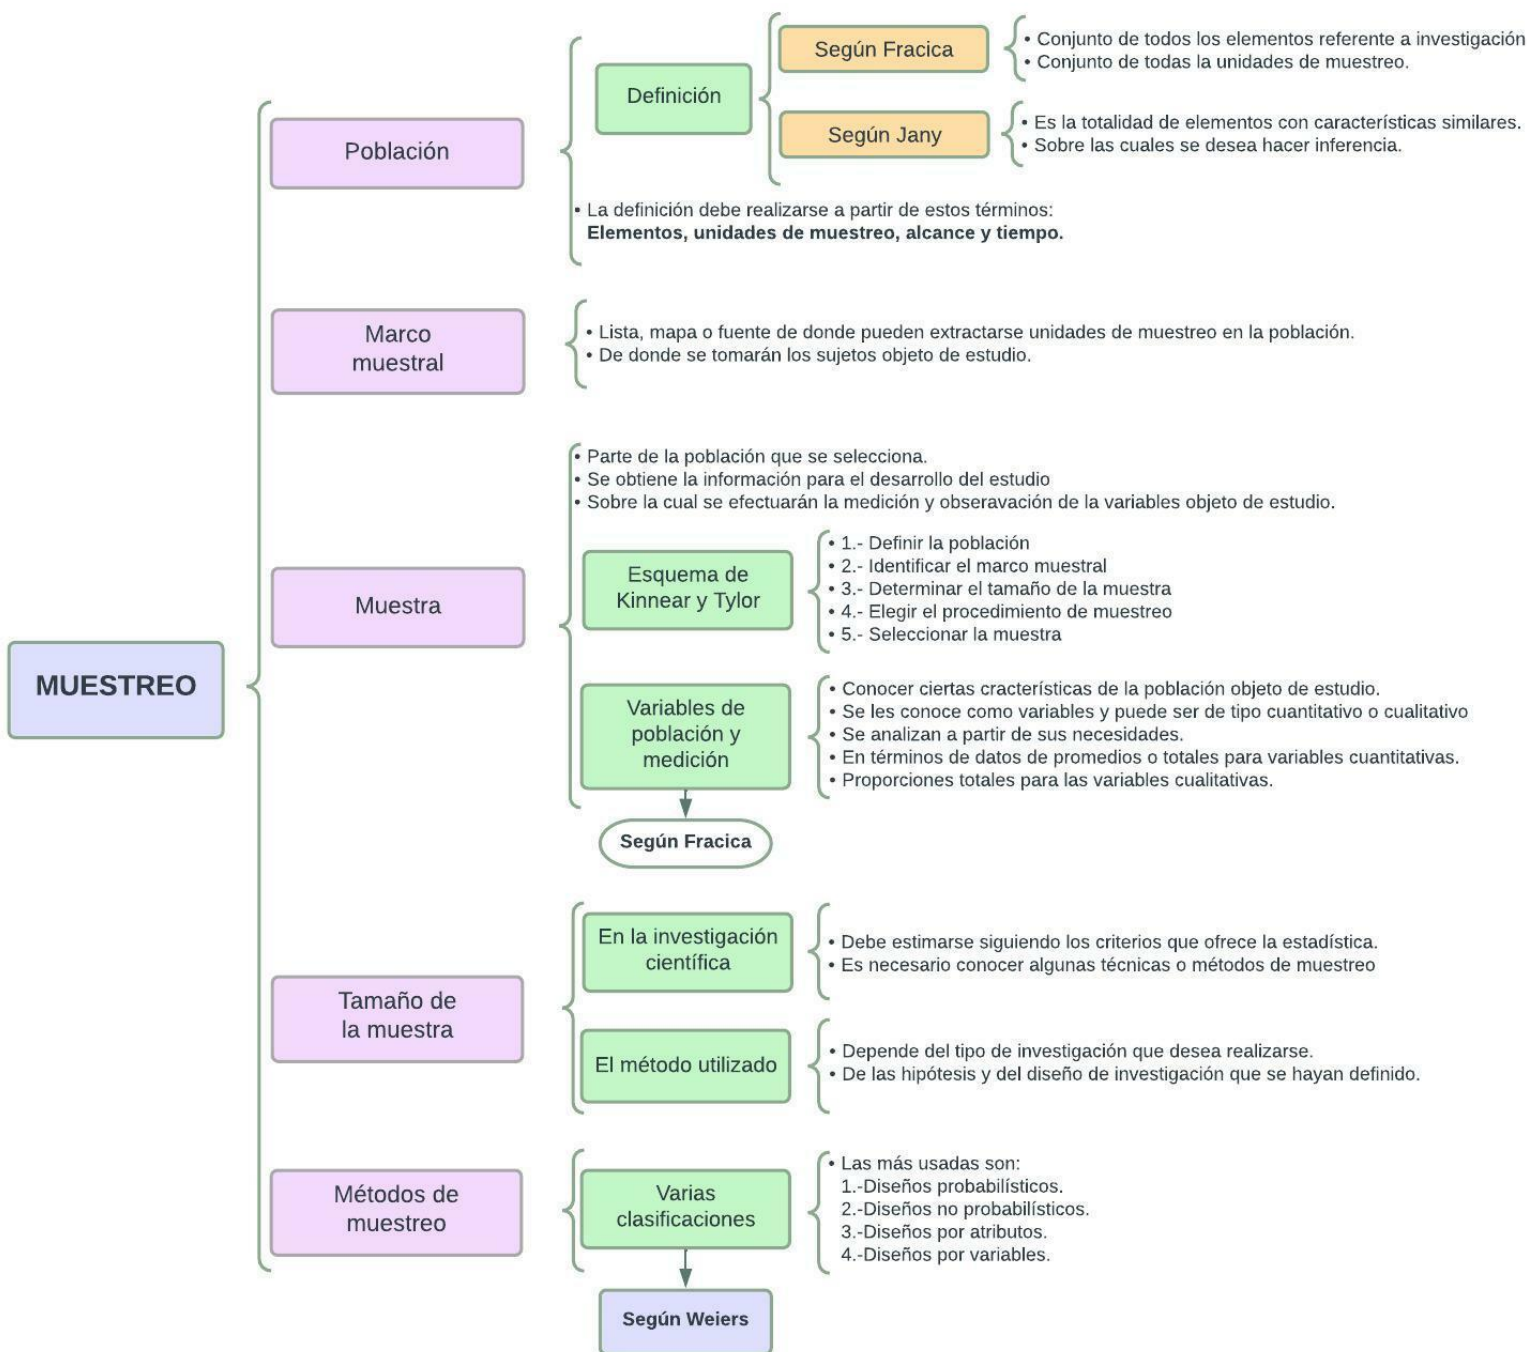 MUESTREO
Población
Definición
Según Fracica
• Conjunto de todos los elementos referente a investigación
• Conjunto de todas la unidades de muestreo.
Según Jany
• Es la totalidad de elementos con características similares.
• Sobre las cuales se desea hacer inferencia.
• La definición debe realizarse a partir de estos términos:
Elementos, unidades de muestreo, alcance y tiempo.
Marco
muestral
• Lista, mapa o fuente de donde pueden extractarse unidades de muestreo en la población.
• De donde se tomarán los sujetos objeto de estudio.
Muestra
• Parte de la población que se selecciona.
• Se obtiene la información para el desarrollo del estudio
• Sobre la cual se efectuarán la medición y obseravación de la variables objeto de estudio.
Esquema de
Kinnear y Tylor
• 1.- Definir la población
• 2.- Identificar el marco muestral
• 3.- Determinar el tamaño de la muestra
• 4.- Elegir el procedimiento de muestreo
• 5.- Seleccionar la muestra
Variables de
población y
medición
• Conocer ciertas cracterísticas de la población objeto de estudio.
• Se les conoce como variables y puede ser de tipo cuantitativo o cualitativo
• Se analizan a partir de sus necesidades.
• En términos de datos de promedios o totales para variables cuantitativas.
• Proporciones totales para las variables cualitativas.
Según Fracica
Tamaño de
la muestra
En la investigación
científica
• Debe estimarse siguiendo los criterios que ofrece la estadística.
• Es necesario conocer algunas técnicas o métodos de muestreo
El método utilizado
• Depende del tipo de investigación que desea realizarse.
• De las hipótesis y del diseño de investigación que se hayan definido.
Métodos de
muestreo
Varias
clasificaciones
• Las más usadas son:
1.-Diseños probabilísticos.
2.-Diseños no probabilísticos.
3.-Diseños por atributos.
4.-Diseños por variables.
Según Weiers